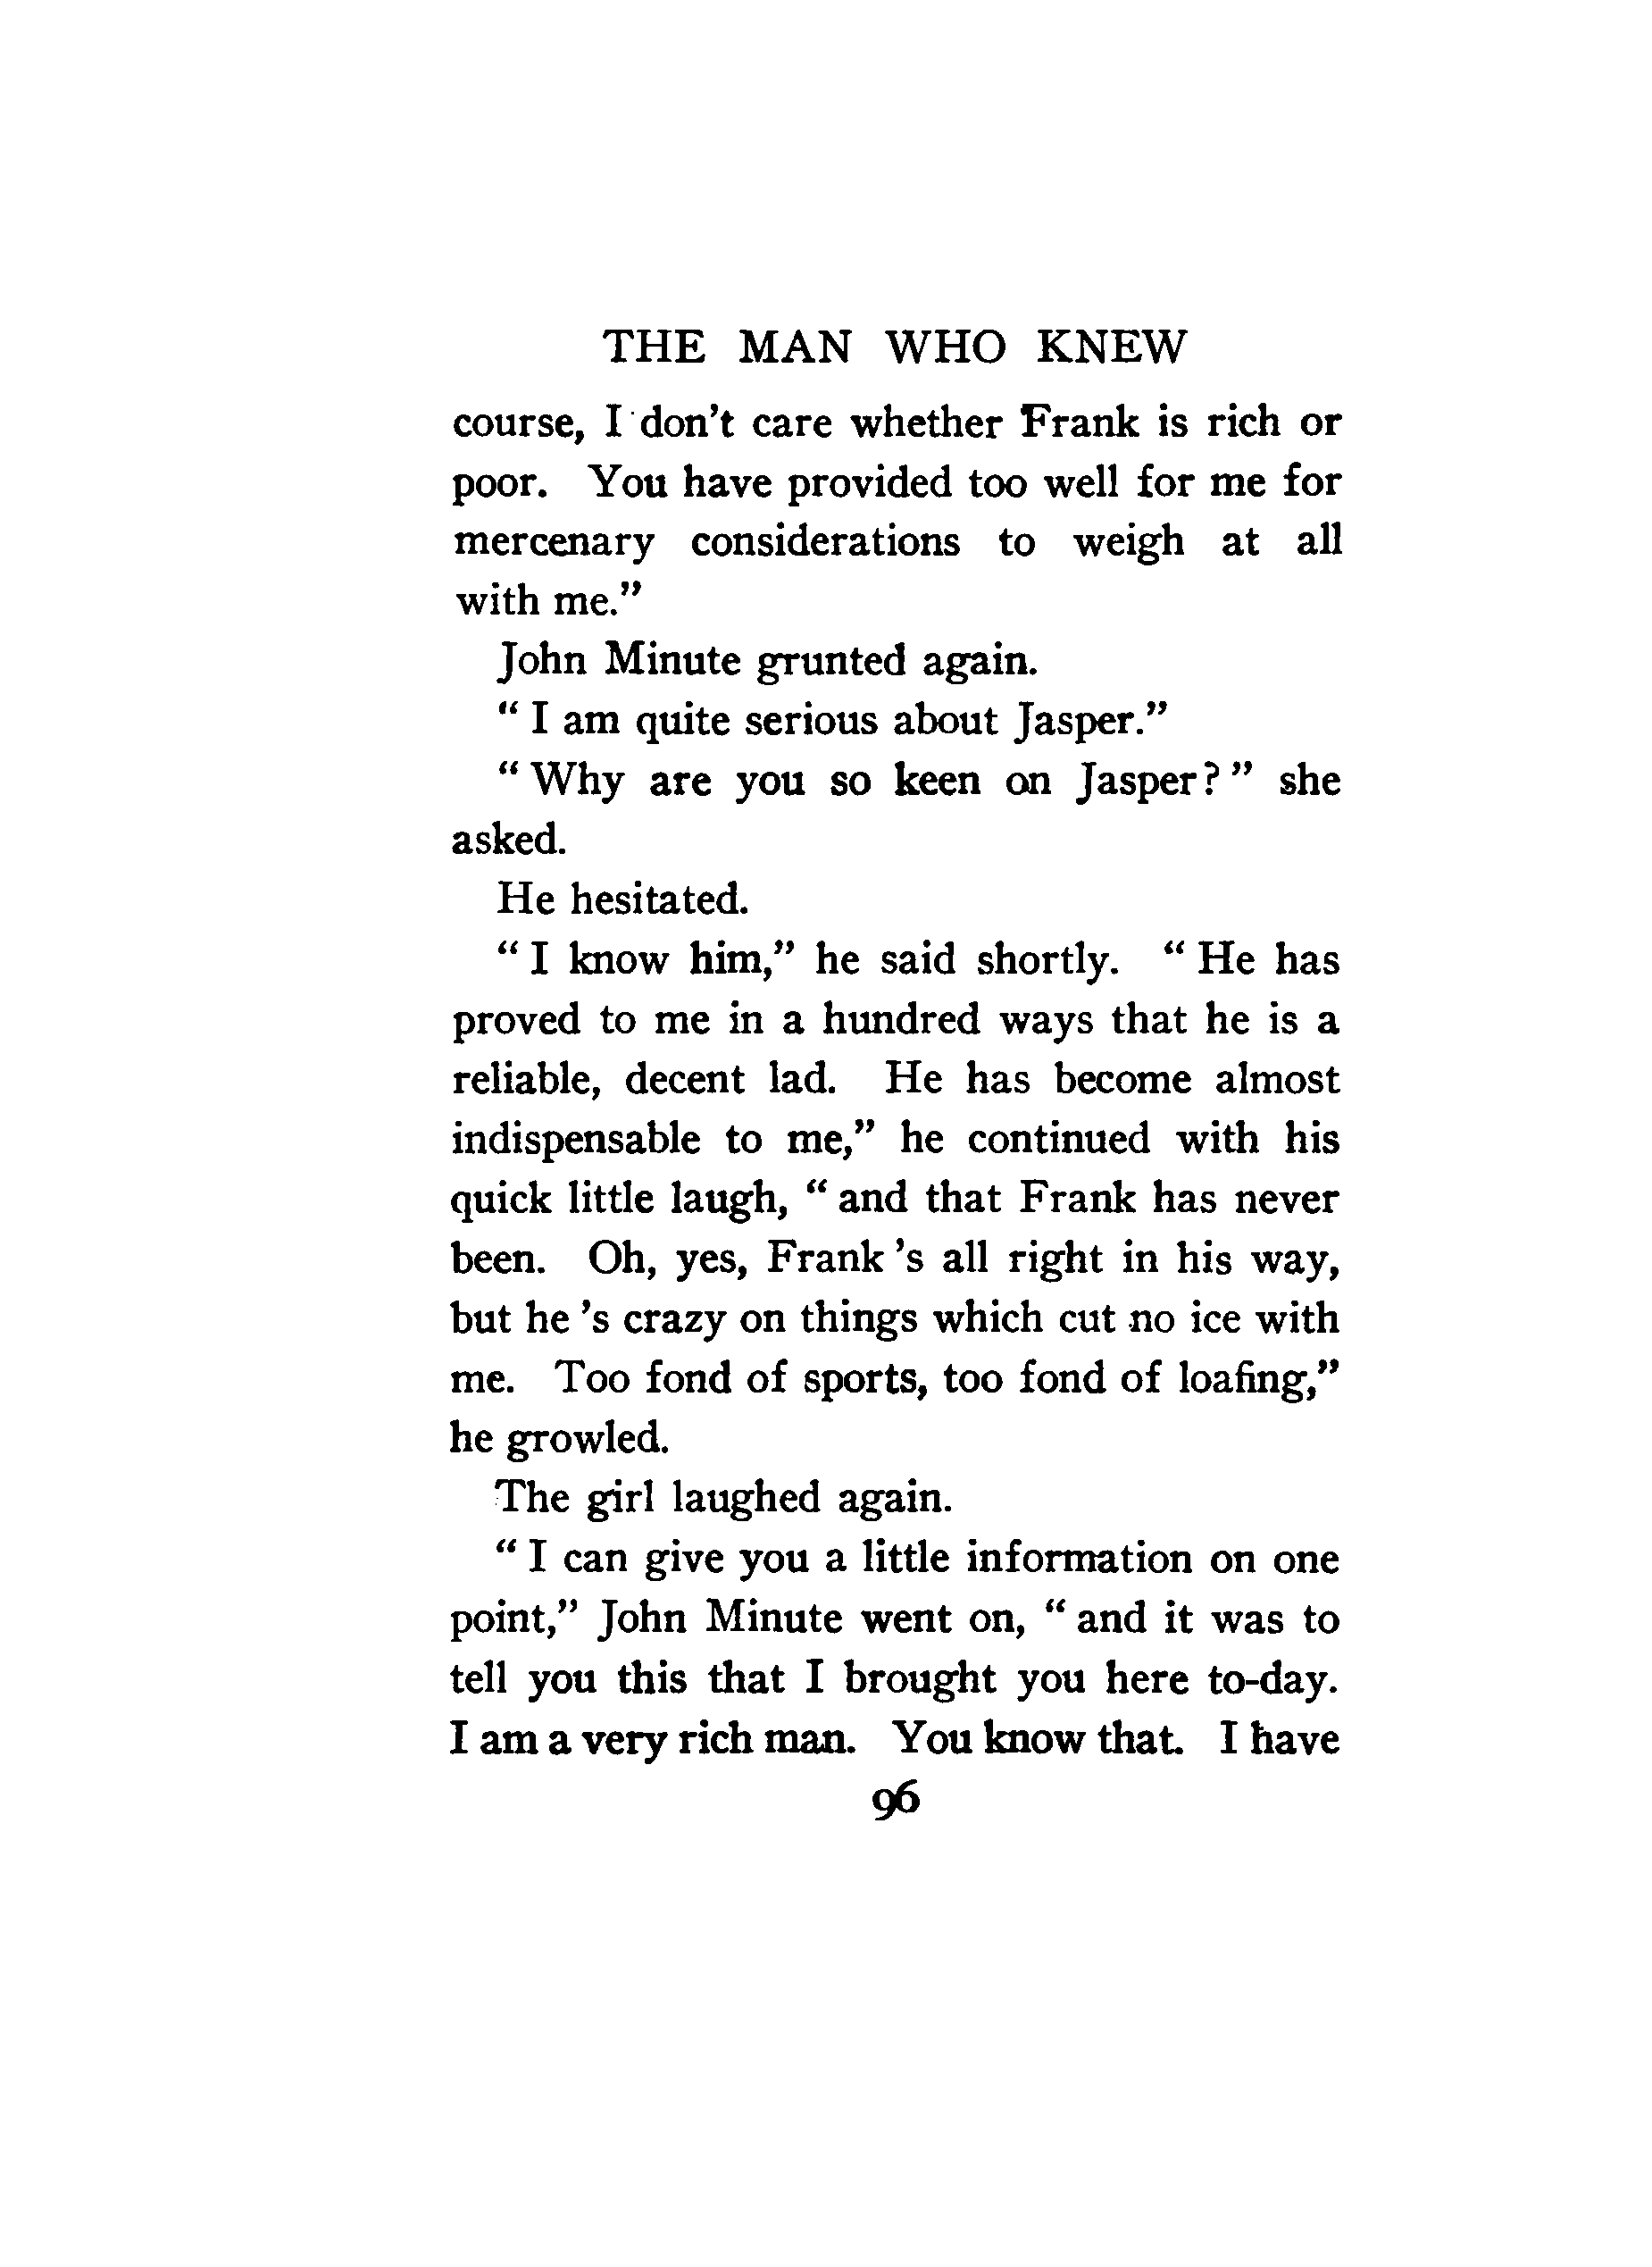 THE MAN WHO KNEW
course, I don't care whether Frank is rich or
poor. You have provided too well for me for
mercenary considerations to weigh at all
with me."
John Minute grunted again.
" I am quite serious about Jasper."
" Why are you so keen on Jasper? " she
asked.
He hesitated.
" I know him," he said shortly. " He has
proved to me in a hundred ways that he is a
reliable, decent lad. He has become almost
indispensable to me," he continued with his
quick little laugh, " and that Frank has never
been. Oh, yes, Frank 's all right in his way,
but he 's crazy on things which cut no ice with
me. Too fond of sports, too fond of loafing,"
he growled.
The girl laughed again.
" I can give you a little information on one
point," John Minute went on, " and it was to
tell you this that I brought you here to-day.
I am a very rich man. You know that. I have
96